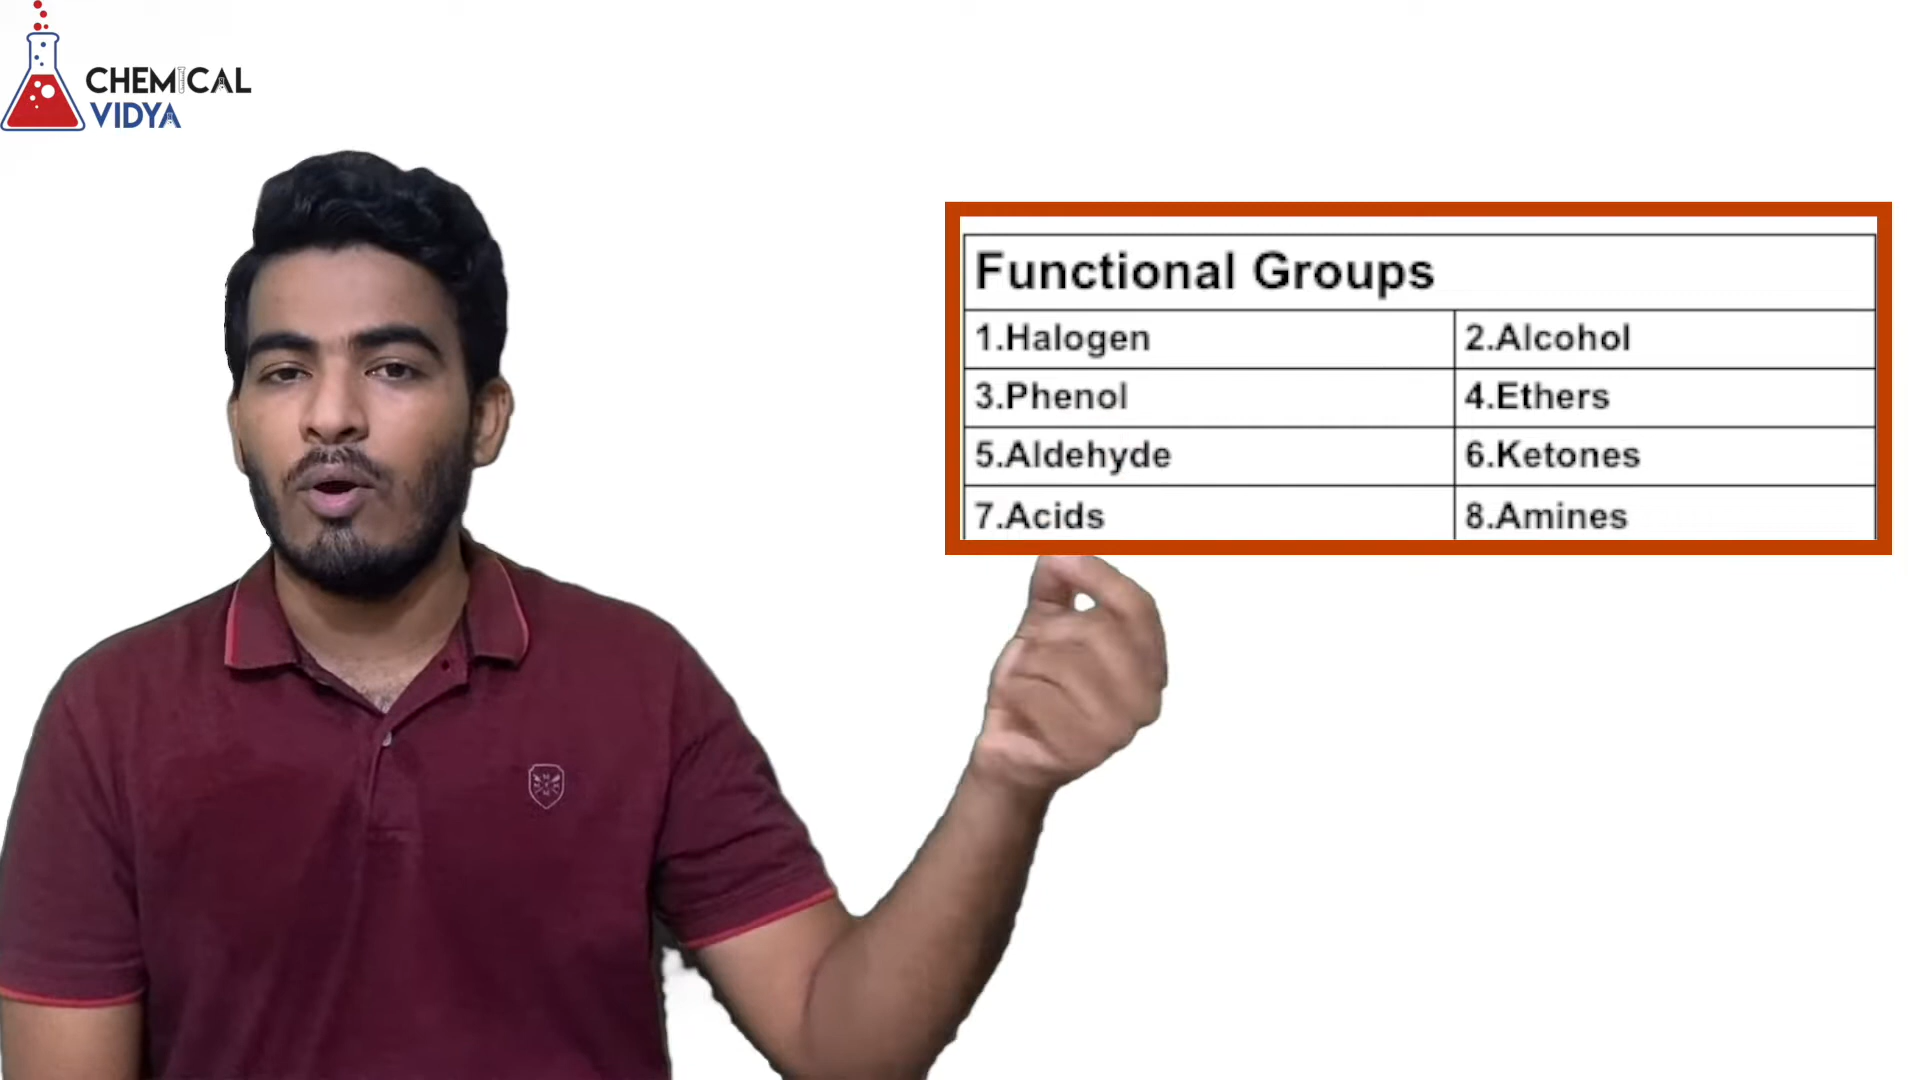 CHEMICAL
VIDYA
Functional Groups
1.Halogen
2.Alcohol
3.Phenol
4.Ethers
5.Aldehyde
6.Ketones
7.Acids
8.Amines